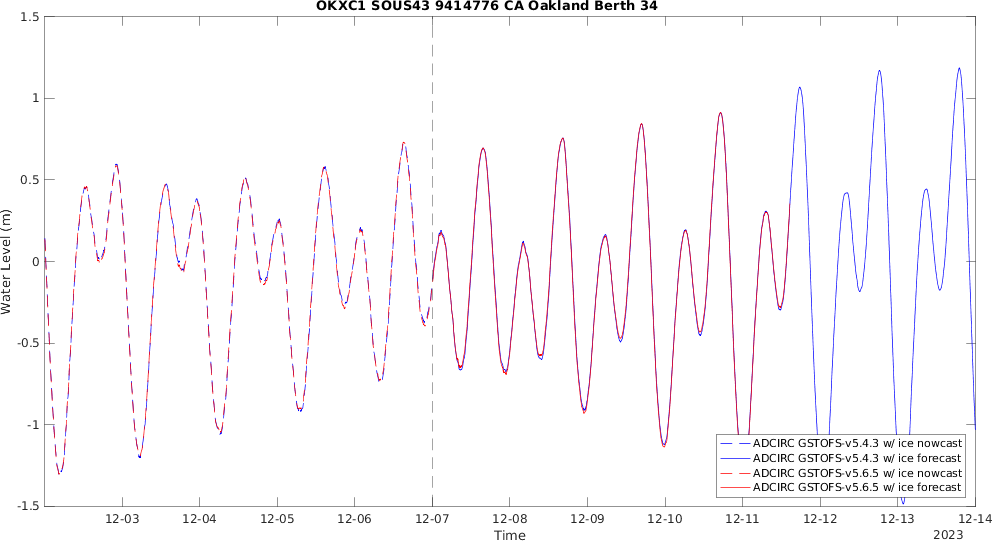 OKXC1 SOUS43 9414776 CA Oakland Berth 34
1.5
1
0.5
0
-0.5
-1
-1.5
Water Level (m)
ADCIRC GSTOFS-v5.4.3 w/ ice nowcast
ADCIRC GSTOFS-v5.4.3 w/ ice forecast
ADCIRC GSTOFS-v5.6.5 w/ ice nowcast
ADCIRC GSTOFS-v5.6.5 w/ ice forecast
12-03 12-04 12-05 12-06 12-07 12-08 12-09 12-10 12-11 12-12 12-13 12-14
Time
2023